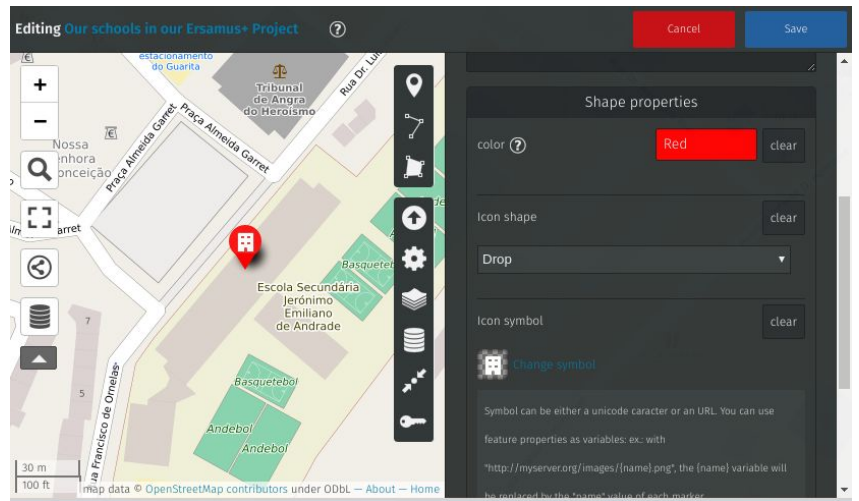 Editing Our schools in our Ersamus+ Project ?
Cancel
Save
estacionamento
do Guarita
Tribunal
de Angra
do Heroísmo
Rua Dr. Luí
Praça Almeida Garret
Praça Almeida Garret
Nossa
enhora
onceição
arret
Basquetebol
Escola Secundária
Jerónimo
Emiliano
de Andrade
7
5
Basquetebol
Andebol
Andebol
a Francisco de Ornelas
30 m
100 ft
map data © OpenStreetMap contributors under ODbL — About — Home
Shape properties
color ?
Red
clear
Icon shape
clear
Drop
Icon symbol
clear
Change symbol
Symbol can be either a unicode caracter or an URL. You can use
feature properties as variables: ex.: with
"http://myserver.org/images/{name}.png", the {name} variable will
be replaced by the "name" value of each marker.